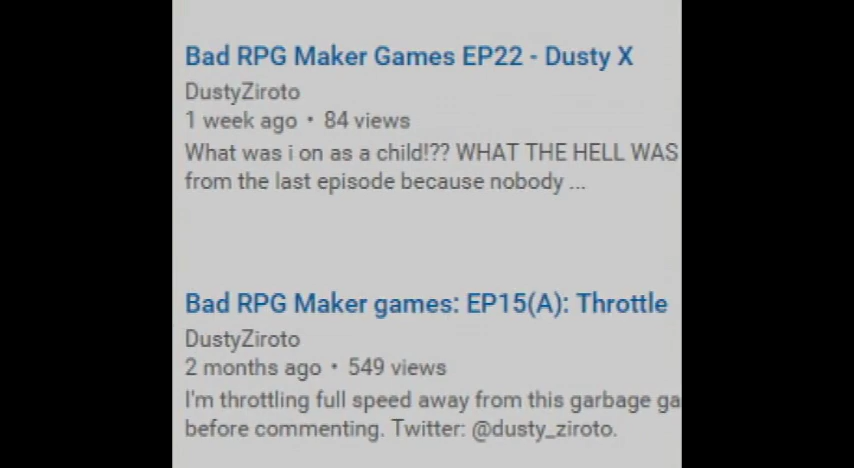 Bad RPG Maker Games EP22 - Dusty X
DustyZiroto
1 week ago • 84 views
What was i on as a child!?? WHAT THE HELL WAS
from the last episode because nobody ...
Bad RPG Maker games: EP15(A): Throttle
DustyZiroto
2 months ago • 549 views
I'm throttling full speed away from this garbage ga
before commenting. Twitter: @dusty_ziroto.